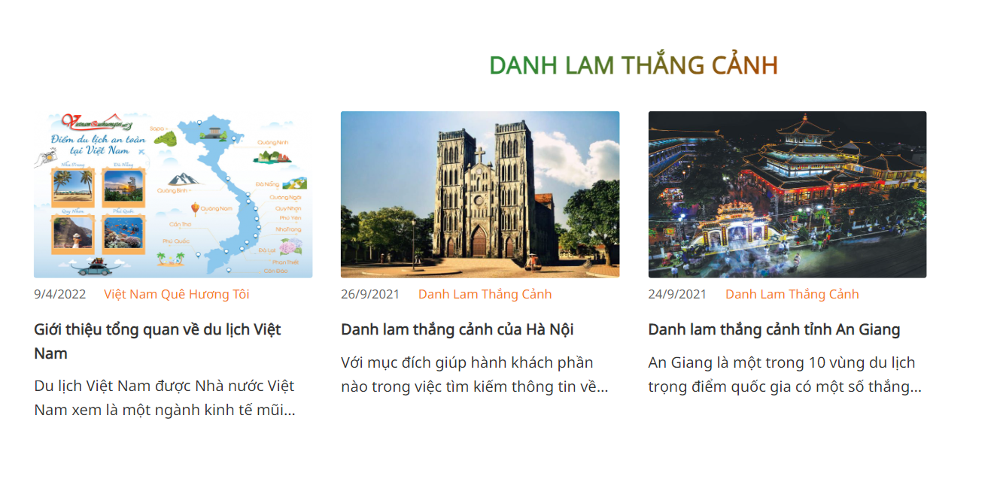 DANH LAM THẮNG CẢNH
Điểm du lịch an toàn
tại Việt Nam
Nha Trang
Đà Nẵng
Quy Nhơn
Phú Quốc
Sapa
Quảng Ninh
Đà Nẵng
Quảng Bình
Quảng Ngãi
Quảng Nam
Quy Nhơn
Phú Yên
Cần Thơ
Nha Trang
Phú Quốc
Đà Lạt
Phan Thiết
Côn Đảo
9/4/2022 Việt Nam Quê Hương Tôi
Giới thiệu tổng quan về du lịch Việt
Nam
Du lịch Việt Nam được Nhà nước Việt
Nam xem là một ngành kinh tế mũi...
26/9/2021 Danh Lam Thắng Cảnh
Danh lam thắng cảnh của Hà Nội
Với mục đích giúp hành khách phần
nào trong việc tìm kiếm thông tin về...
24/9/2021 Danh Lam Thắng Cảnh
Danh lam thắng cảnh tỉnh An Giang
An Giang là một trong 10 vùng du lịch
trọng điểm quốc gia có một số thắng...